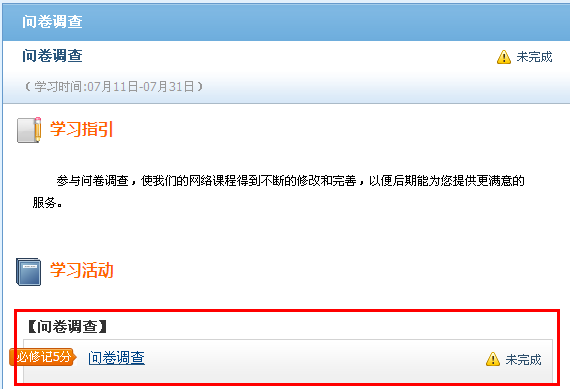 问卷调查
问卷调查 未完成
（学习时间:07月11日-07月31日）
学习指引
参与问卷调查，使我们的网络课程得到不断的修改和完善，以便后期能为您提供更满意的
服务。
学习活动
【问卷调查】
必修记5分 问卷调查 未完成